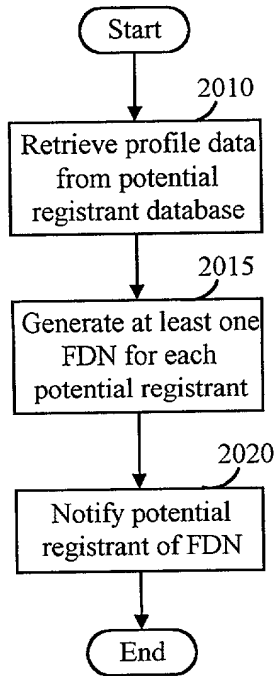 Start
2010
Retrieve profile data
from potential
registrant database
2015
Generate at least one
FDN for each
potential registrant
2020
Notify potential
registrant of FDN
End